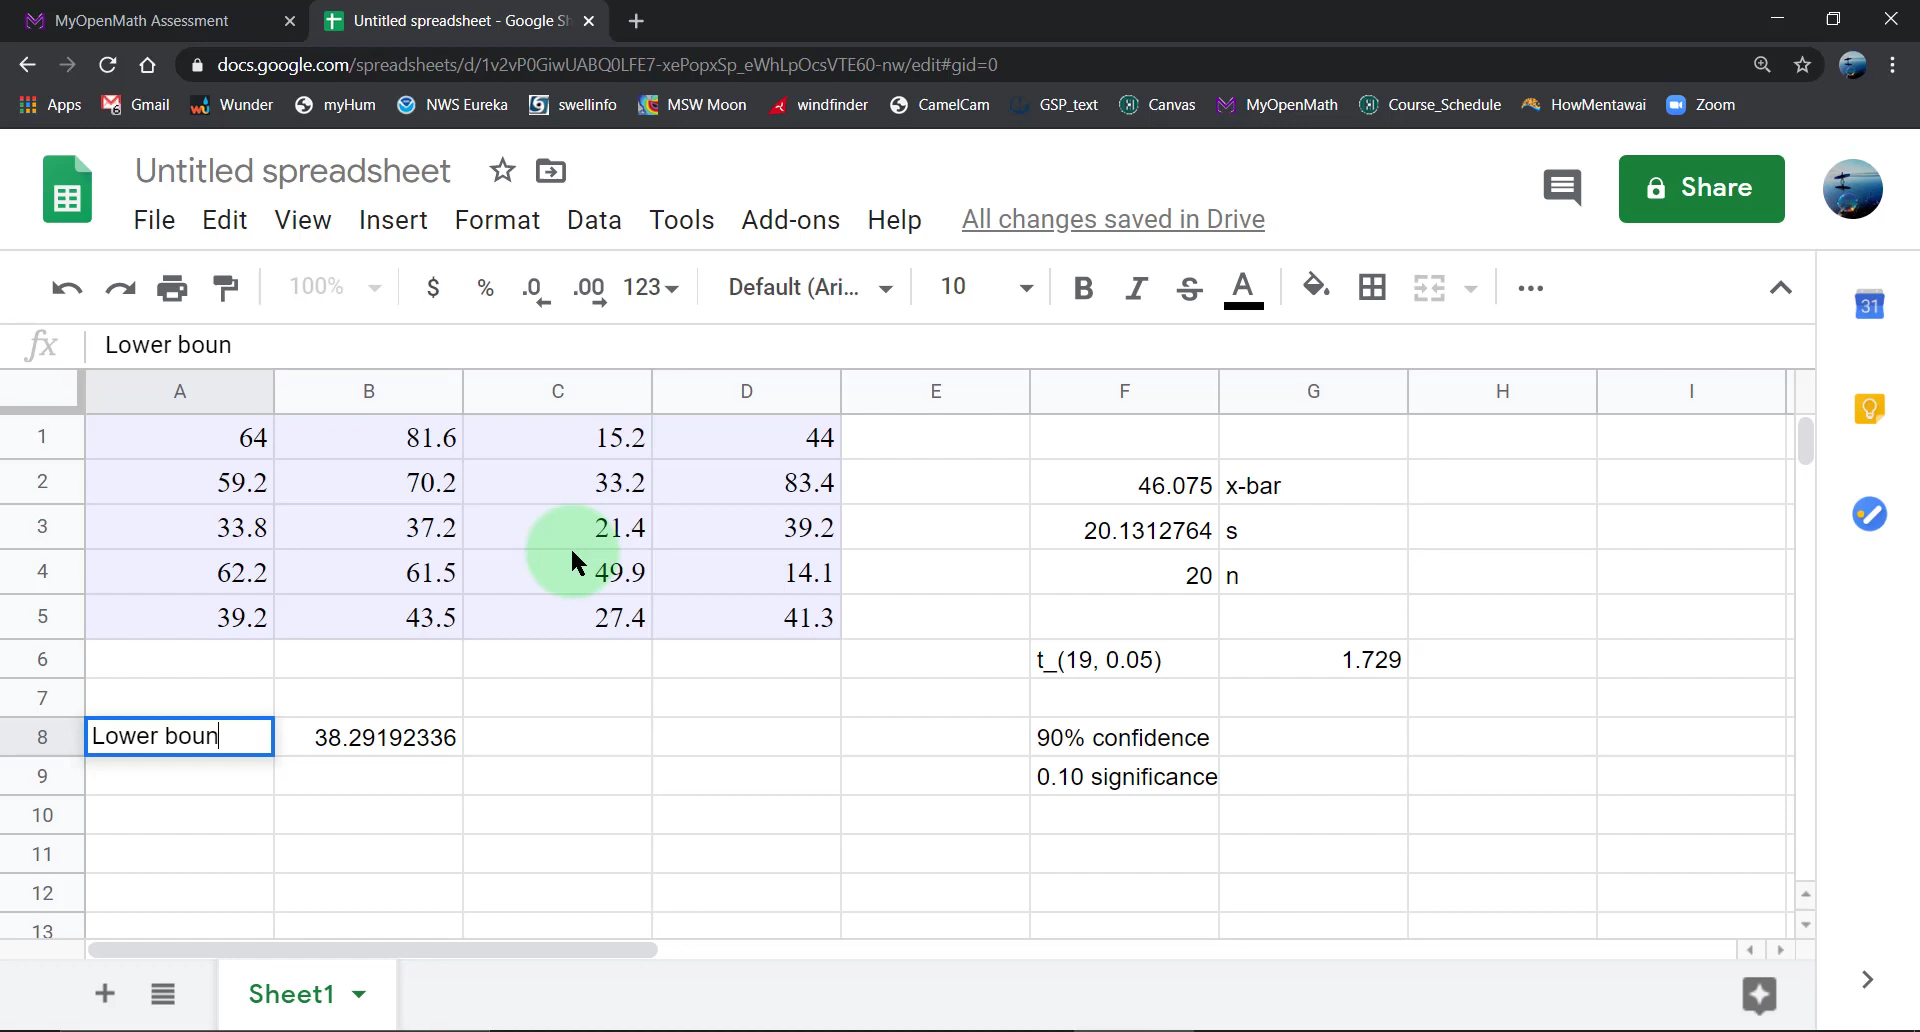 MyOpenMath Assessment
Untitled spreadsheet - Google Sh
docs.google.com/spreadsheets/d/1v2vP0GiwUABQ0LFE7-xePopxSp_eWhLpOcsVTE60-nw/edit#gid=0
Apps Gmail Wunder myHum NWS Eureka swellinfo MSW Moon windfinder CamelCam GSP_text Canvas MyOpenMath Course_Schedule HowMentawai Zoom
Untitled spreadsheet
Share
File Edit View Insert Format Data Tools Add-ons Help All changes saved in Drive
100% $ % .0 .00 123 Default (Ari... 10 B I S A
31
fx Lower boun
A B C D E F G H I
1 64 81.6 15.2 44
2 59.2 70.2 33.2 83.4 46.075 x-bar
3 33.8 37.2 21.4 39.2 20.1312764 s
4 62.2 61.5 49.9 14.1 20 n
5 39.2 43.5 27.4 41.3
6 t_(19, 0.05) 1.729
7
8 Lower boun 38.29192336 90% confidence
9 0.10 significance
10
11
12
13
Sheet1